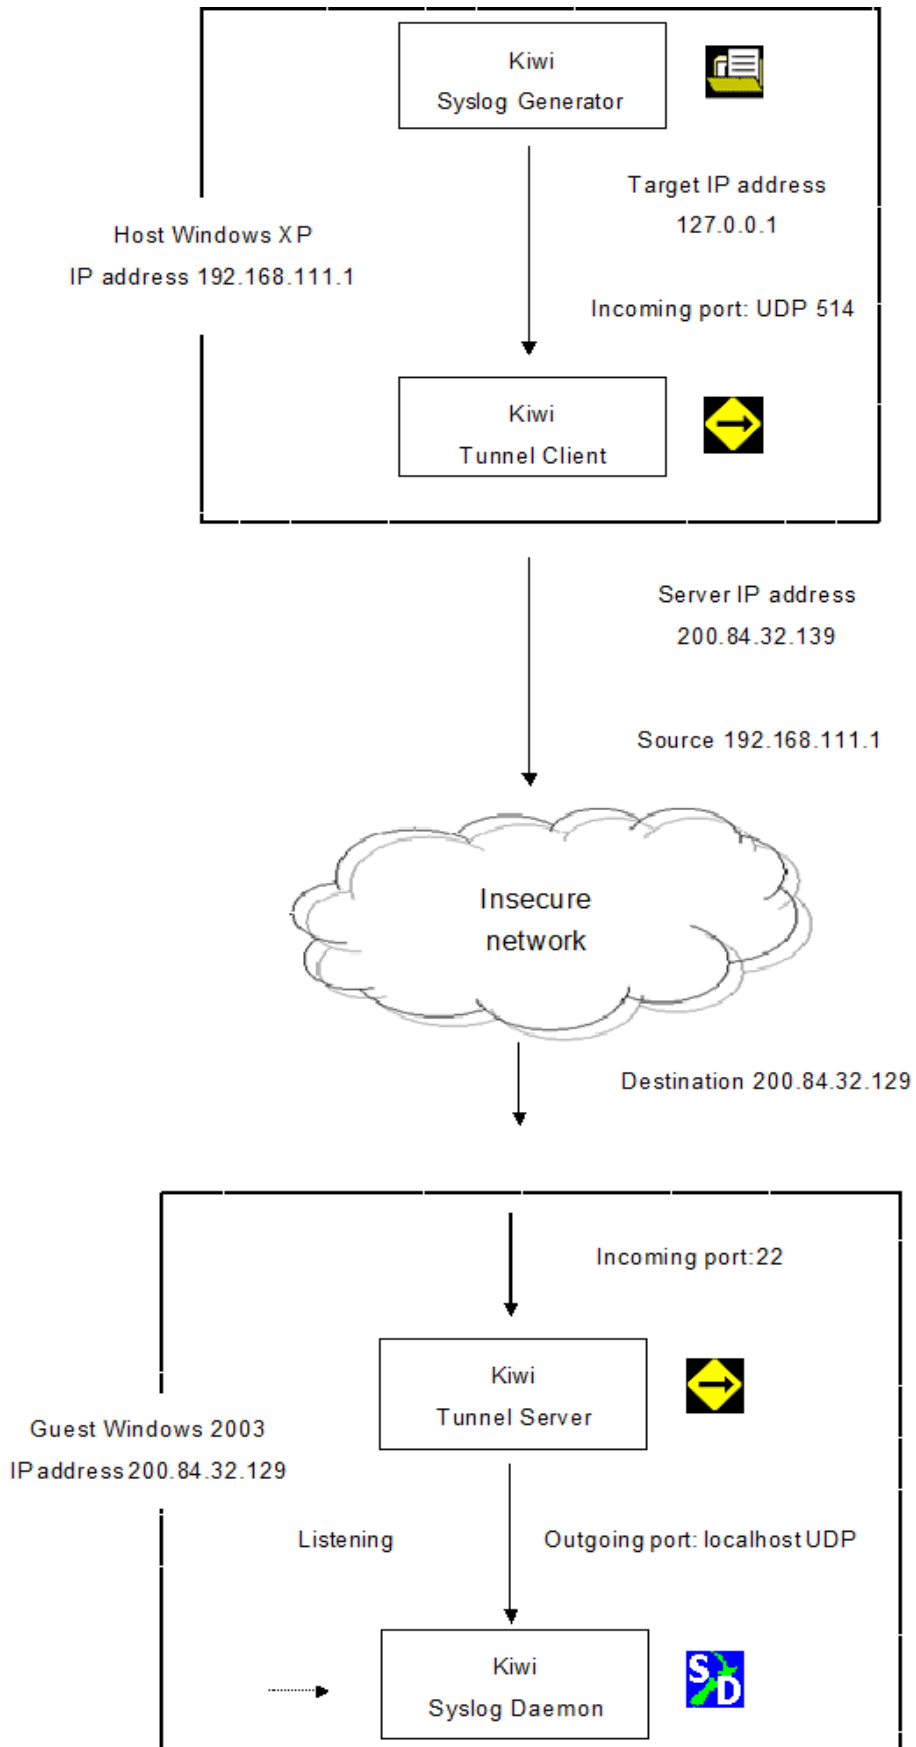 Kiwi
Syslog Generator
Target IP address
127.0.0.1
Host Windows XP
IP address 192.168.111.1
Incoming port: UDP 514
Kiwi
Tunnel Client
Server IP address
200.84.32.139
Source 192.168.111.1
Insecure
network
Destination 200.84.32.129
Incoming port:22
Kiwi
Tunnel Server
Guest Windows 2003
IP address 200.84.32.129
Listening
Outgoing port: localhost UDP
Kiwi
Syslog Daemon
S
D